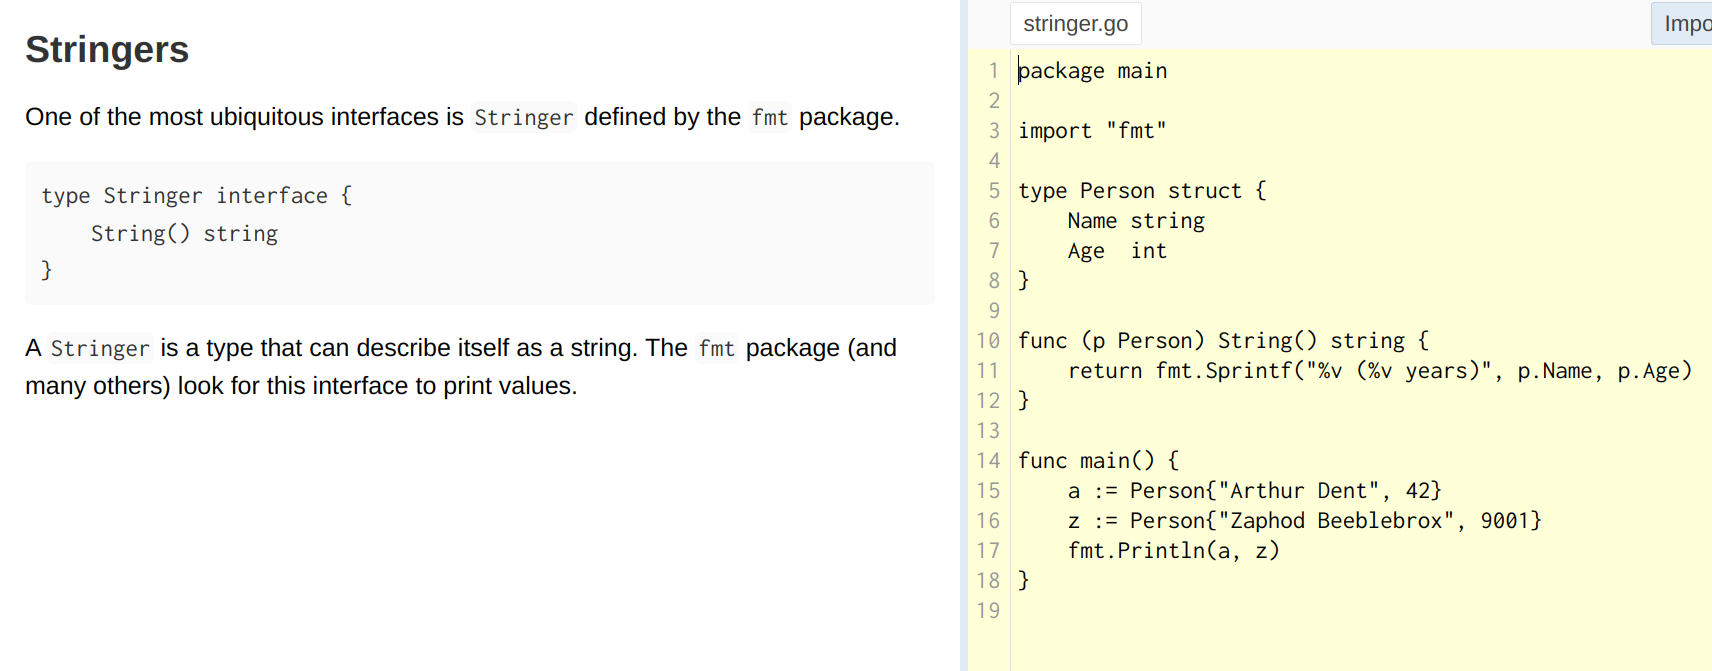 Stringers
One of the most ubiquitous interfaces is Stringer defined by the fmt package.
type Stringer interface {
    String() string
}
A Stringer is a type that can describe itself as a string. The fmt package (and
many others) look for this interface to print values.
stringer.go
Impo
1 package main
2
3 import "fmt"
4
5 type Person struct {
6     Name string
7     Age  int
8 }
9
10 func (p Person) String() string {
11     return fmt.Sprintf("%v (%v years)", p.Name, p.Age)
12 }
13
14 func main() {
15     a := Person{"Arthur Dent", 42}
16     z := Person{"Zaphod Beeblebrox", 9001}
17     fmt.Println(a, z)
18 }
19